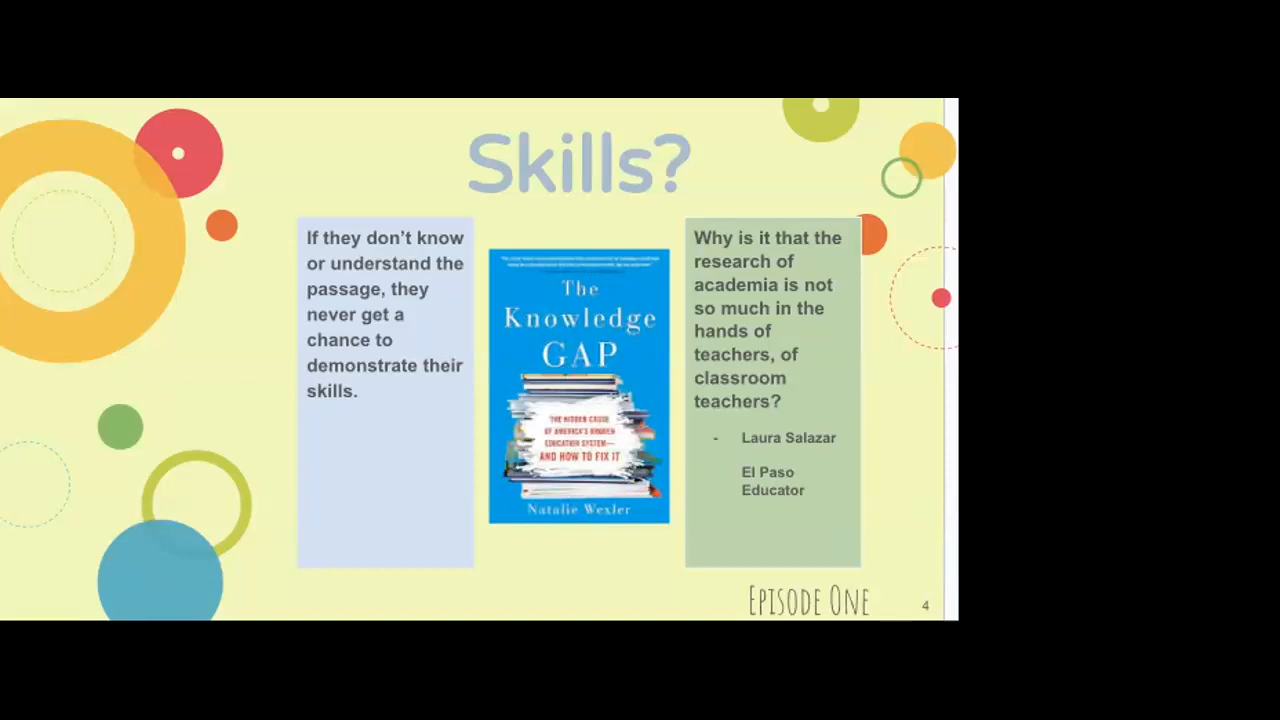 Skills?
If they don't know
or understand the
passage, they
never get a
chance to
demonstrate their
skills.
The
Knowledge
GAP
THE HIDDEN CAUSE
OF AMERICA'S BROKEN
EDUCATION SYSTEM—
AND HOW TO FIX IT
Natalie Wexler
Why is it that the
research of
academia is not
so much in the
hands of
teachers, of
classroom
teachers?
- Laura Salazar
El Paso
Educator
Episode One
4